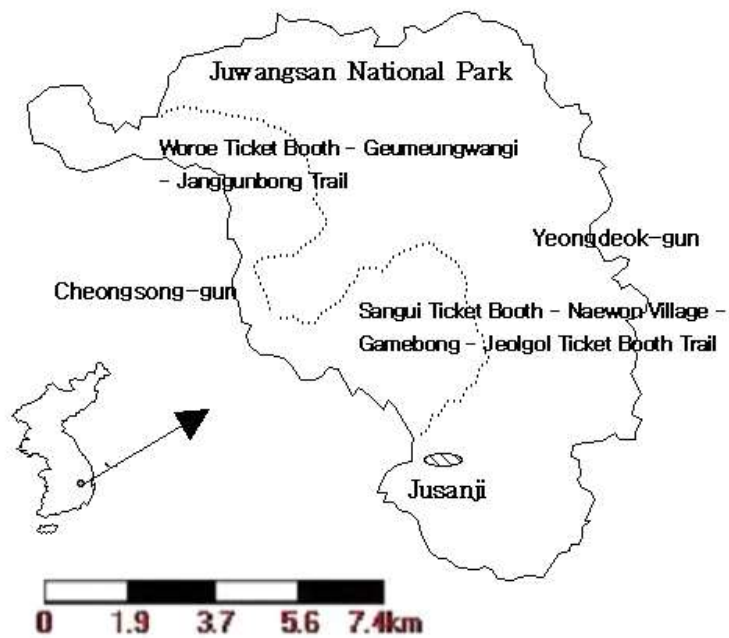 Juwangsan National Park
Woroe Ticket Booth - Geumeungwangi
- Janggunbong Trail
Yeongdeok-gun
Cheongsong-gun
Sangui Ticket Booth - Naewon Village -
Gamebong - Jeolgol Ticket Booth Trail
Jusanji
0 1.9 3.7 5.6 7.4km